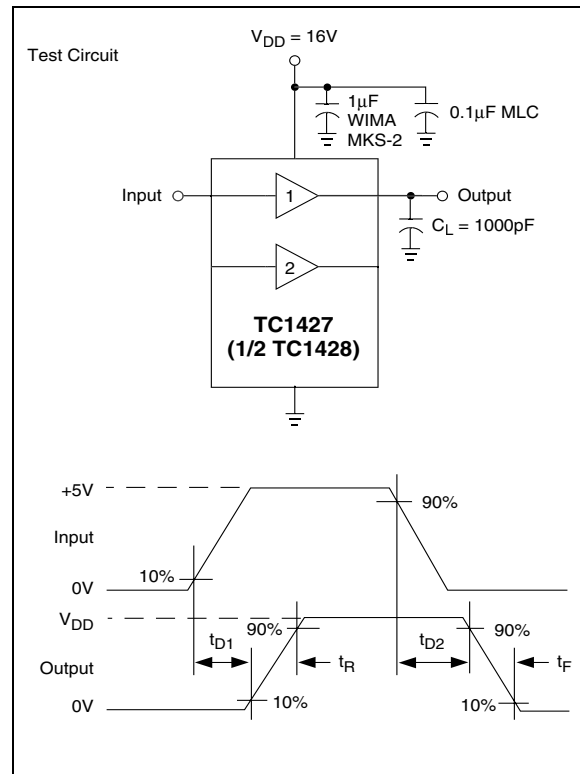 Test Circuit
V_DD = 16V
1µF
WIMA
MKS-2
0.1µF MLC
Input
1
Output
C_L = 1000pF
2
TC1427
(1/2 TC1428)
+5V
Input
0V
10%
90%
V_DD
Output
0V
t_D1
90%
10%
t_R
t_D2
90%
10%
t_F